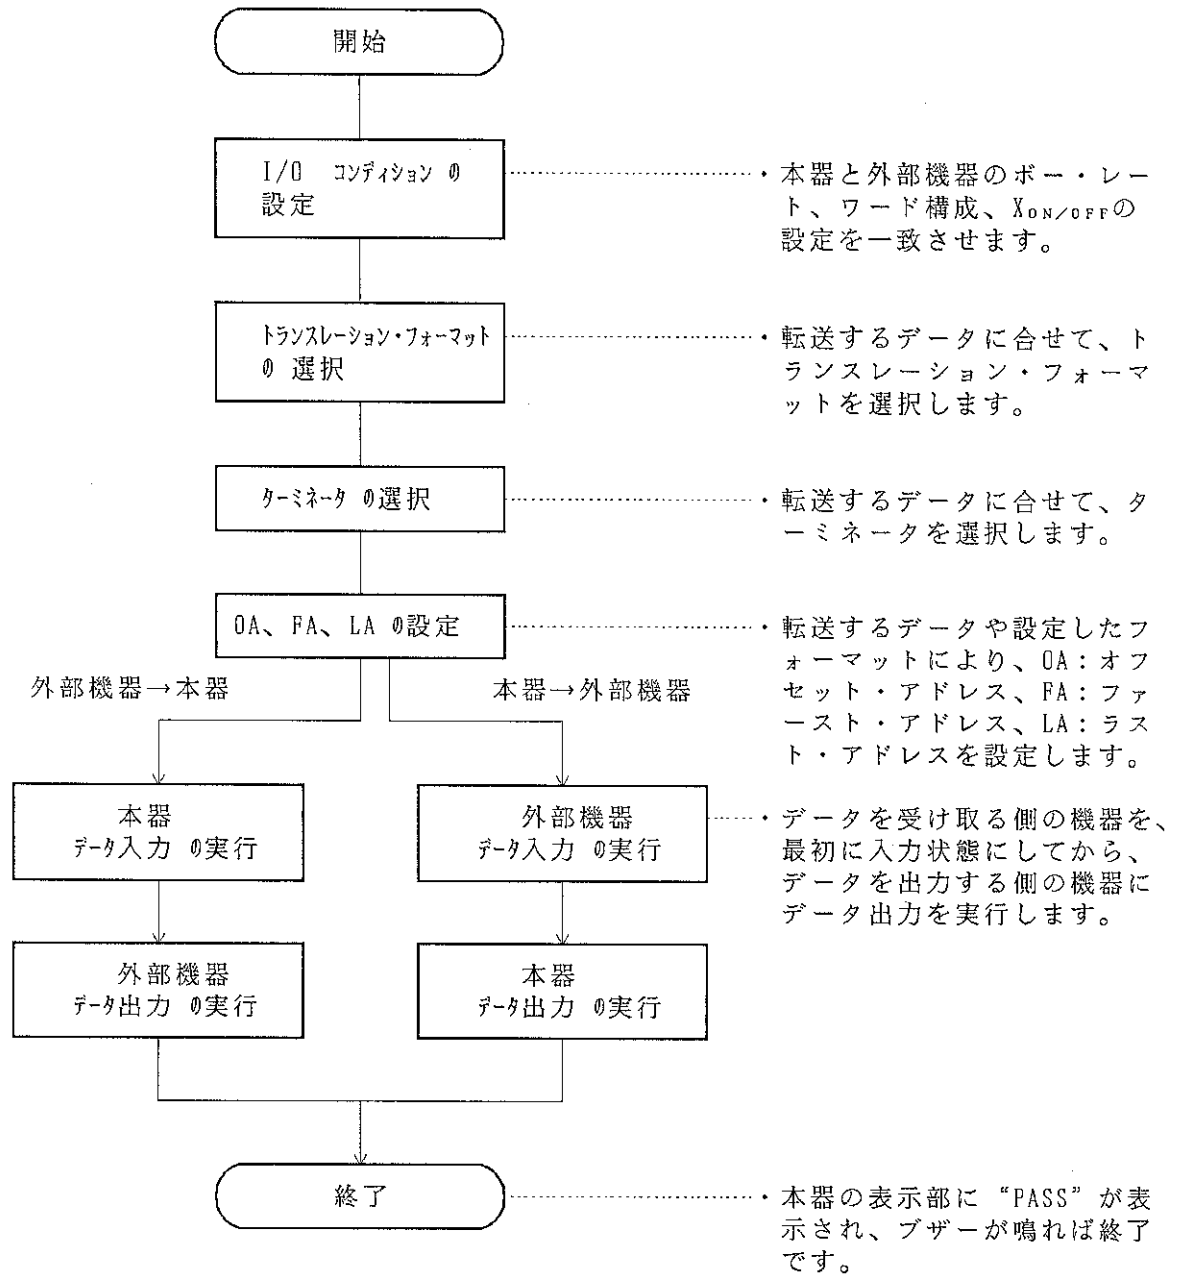 開始
I/O コンディション の
設定
・本器と外部機器のボー・レー
ト、ワード構成、XON/OFFの
設定を一致させます。
トランスレーション・フォーマット
の 選択
・転送するデータに合せて、ト
ランスレーション・フォーマ
ットを選択します。
ターミネータ の選択
・転送するデータに合せて、タ
ーミネータを選択します。
OA、FA、LA の設定
・転送するデータや設定したフ
ォーマットにより、OA：オフ
セット・アドレス、FA：ファ
ースト・アドレス、LA：ラス
ト・アドレスを設定します。
外部機器→本器
本器→外部機器
本器
データ入力 の実行
外部機器
データ入力 の実行
・データを受け取る側の機器を、
最初に入力状態にしてから、
データを出力する側の機器に
データ出力を実行します。
外部機器
データ出力 の実行
本器
データ出力 の実行
終了
・本器の表示部に “PASS” が表
示され、ブザーが鳴れば終了
です。